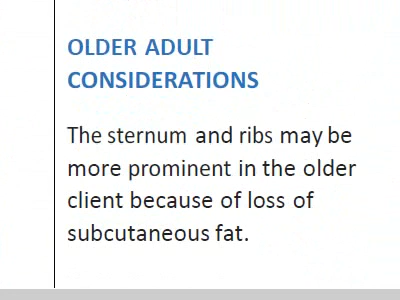 OLDER ADULT
CONSIDERATIONS
The sternum and ribs may be
more prominent in the older
client because of loss of
subcutaneous fat.